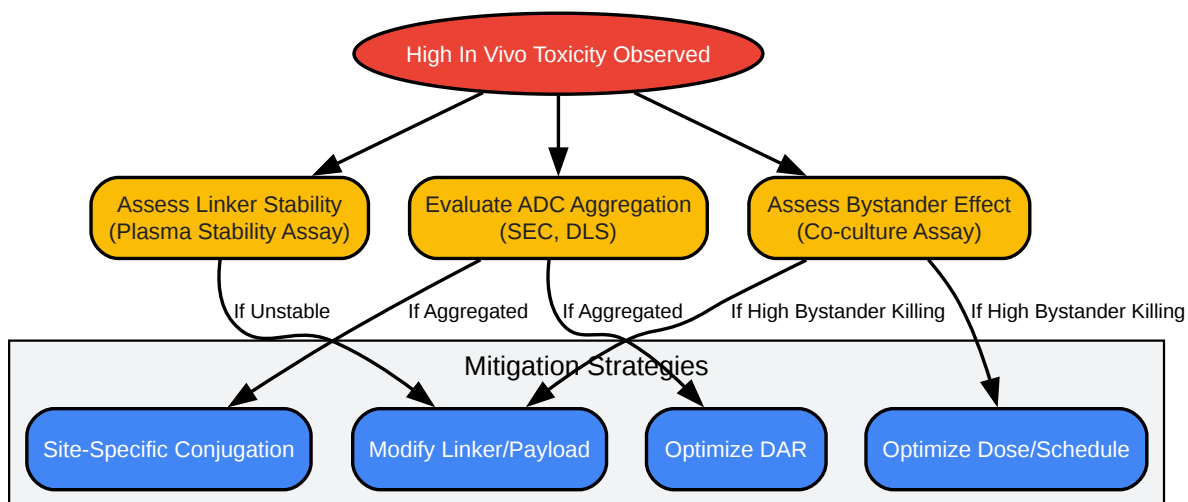 High In Vivo Toxicity Observed
Assess Linker Stability
(Plasma Stability Assay)
Evaluate ADC Aggregation
(SEC, DLS)
Assess Bystander Effect
(Co-culture Assay)
If Unstable
If Aggregated
If Aggregated
If High Bystander Killing
If High Bystander Killing
Mitigation Strategies
Site-Specific Conjugation
Modify Linker/Payload
Optimize DAR
Optimize Dose/Schedule